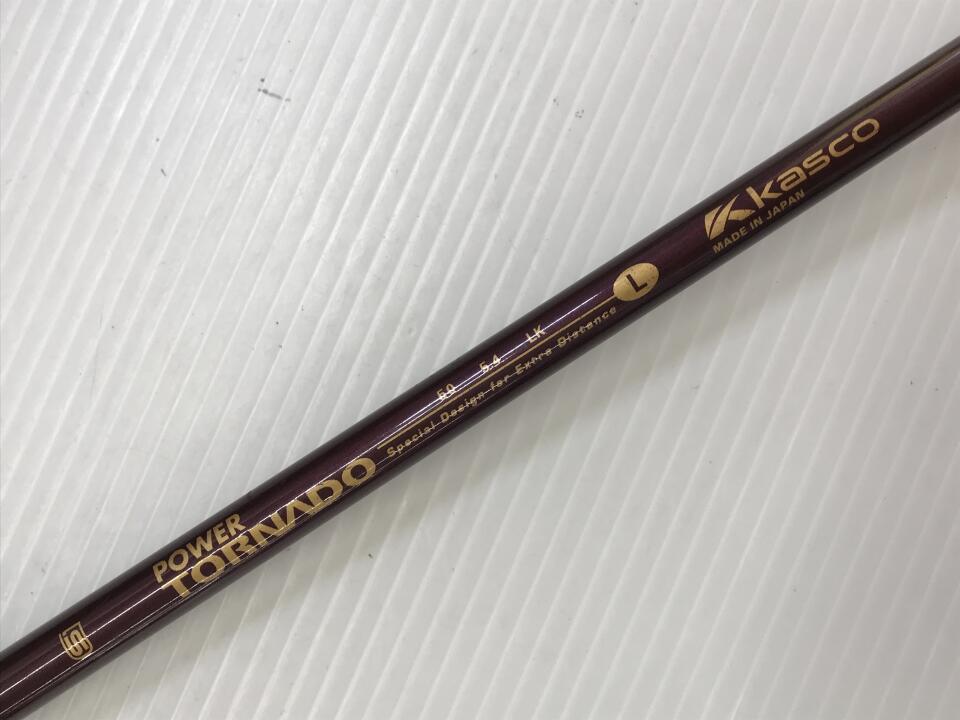 POWER
TORNADO
50 5.4 LK
Special Design for Extra Distance
L
kasco
MADE IN JAPAN